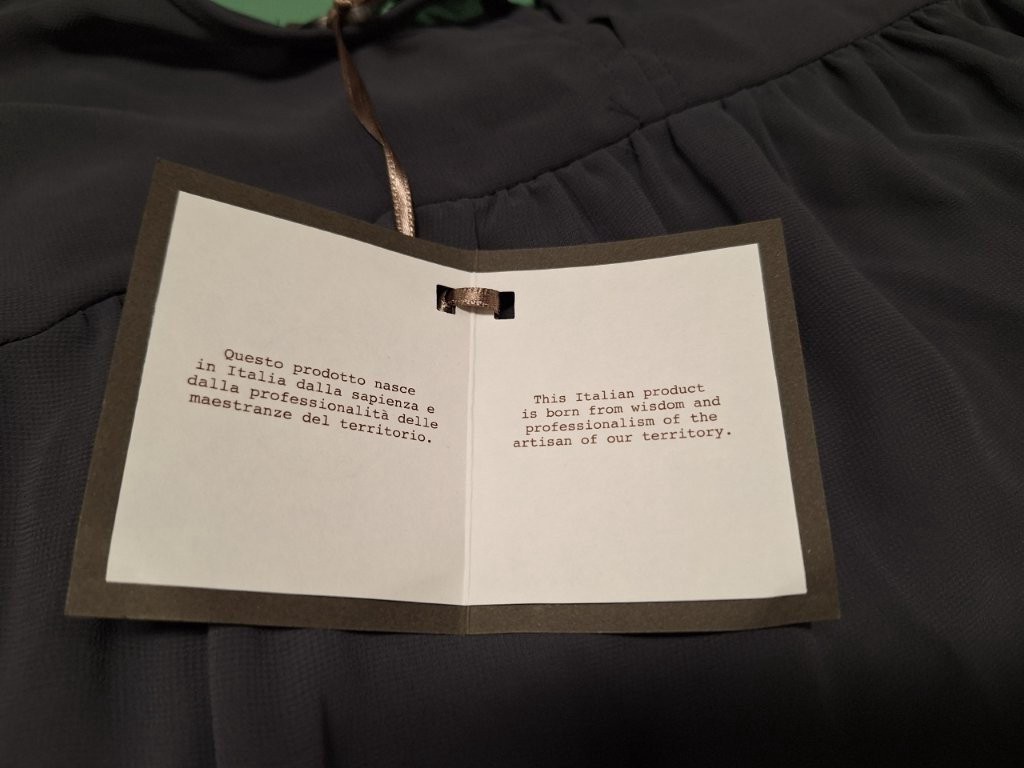 Questo prodotto nasce
in Italia dalla sapienza e
dalla professionalità delle
maestranze del territorio.
This Italian product
is born from wisdom and
professionalism of the
artisan of our territory.